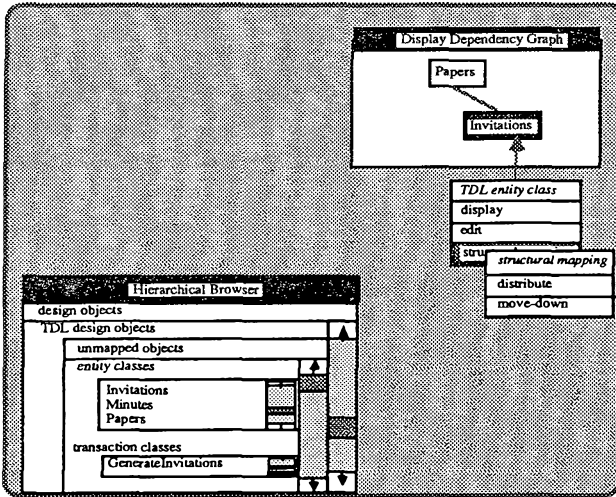 Display Dependency Graph
Papers
Invitations
TDL entity class
display
edit
structural mapping
distribute
move-down
Hierarchical Browser
design objects
TDL design objects
unmapped objects
entity classes
Invitations
Minutes
Papers
transaction classes
GenerateInvitations